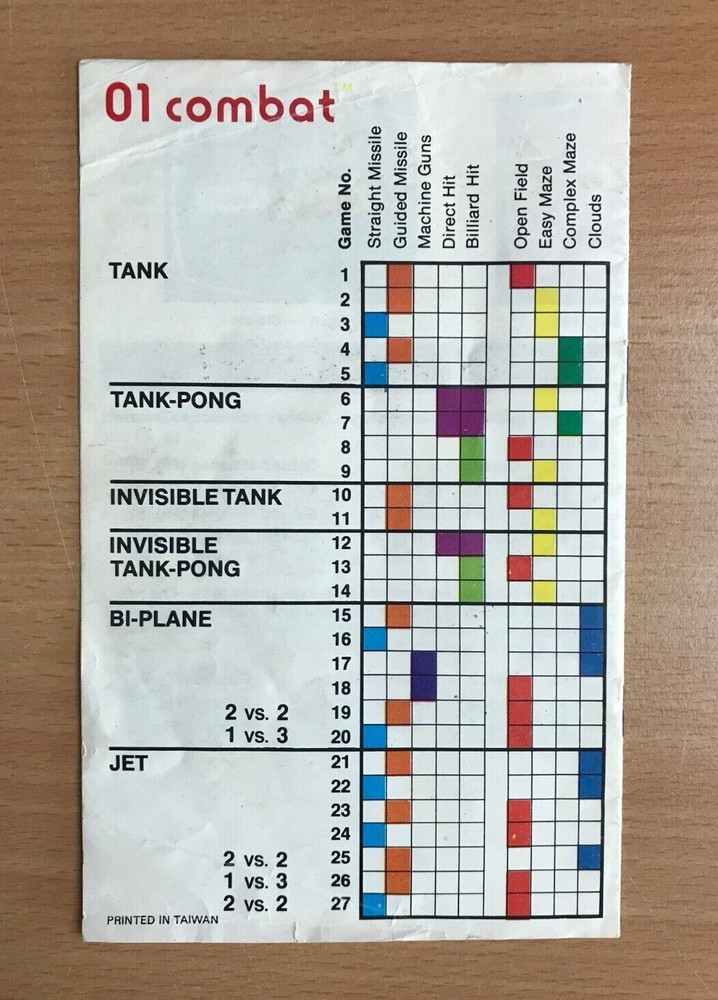 01 combat™
Game No.
Straight Missile
Guided Missile
Machine Guns
Direct Hit
Billiard Hit
Open Field
Easy Maze
Complex Maze
Clouds
TANK 1
2
3
4
5
TANK-PONG 6
7
8
9
INVISIBLE TANK 10
11
INVISIBLE 12
TANK-PONG 13
14
BI-PLANE 15
16
17
18
2 VS. 2 19
1 VS. 3 20
JET 21
22
23
24
2 VS. 2 25
1 VS. 3 26
2 VS. 2 27
PRINTED IN TAIWAN